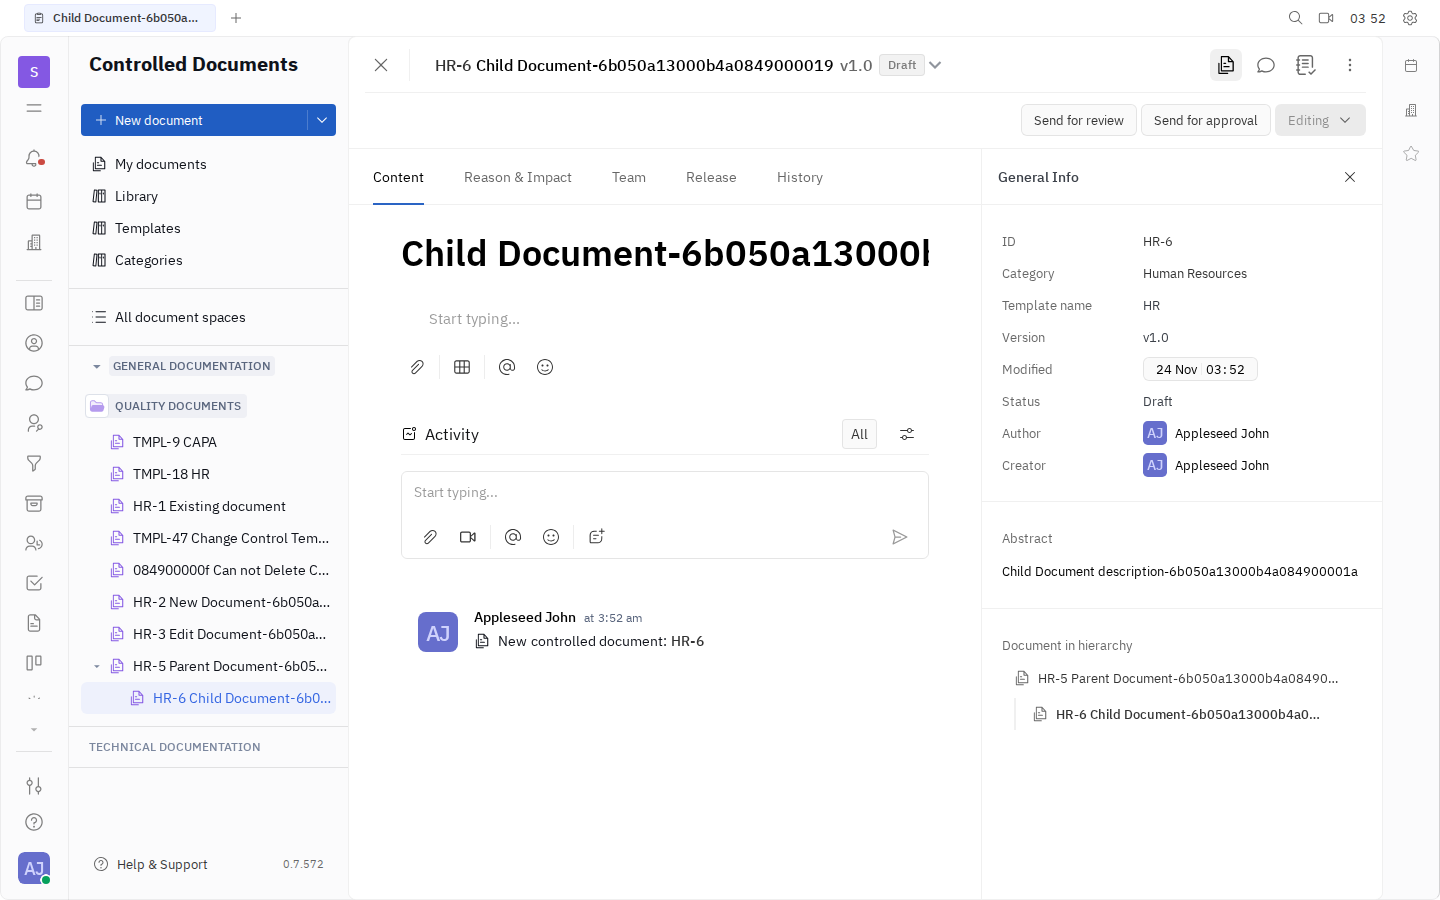 Child Document-6b050a...
03 52
S
Controlled Documents
New document
My documents
Library
Templates
Categories
All document spaces
GENERAL DOCUMENTATION
QUALITY DOCUMENTS
TMPL-9 CAPA
TMPL-18 HR
HR-1 Existing document
TMPL-47 Change Control Tem...
084900000f Can not Delete C...
HR-2 New Document-6b050a...
HR-3 Edit Document-6b050a...
HR-5 Parent Document-6b05...
HR-6 Child Document-6b0...
TECHNICAL DOCUMENTATION
Help & Support 0.7.572
AJ
HR-6 Child Document-6b050a13000b4a0849000019 v1.0 Draft
Send for review Send for approval Editing
Content Reason & Impact Team Release History
Child Document-6b050a13000b
Start typing...
Activity All
Start typing...
AJ
Appleseed John at 3:52 am
New controlled document: HR-6
General Info
ID HR-6
Category Human Resources
Template name HR
Version v1.0
Modified 24 Nov 03:52
Status Draft
Author AJ Appleseed John
Creator AJ Appleseed John
Abstract
Child Document description-6b050a13000b4a084900001a
Document in hierarchy
HR-5 Parent Document-6b050a13000b4a08490...
HR-6 Child Document-6b050a13000b4a0...